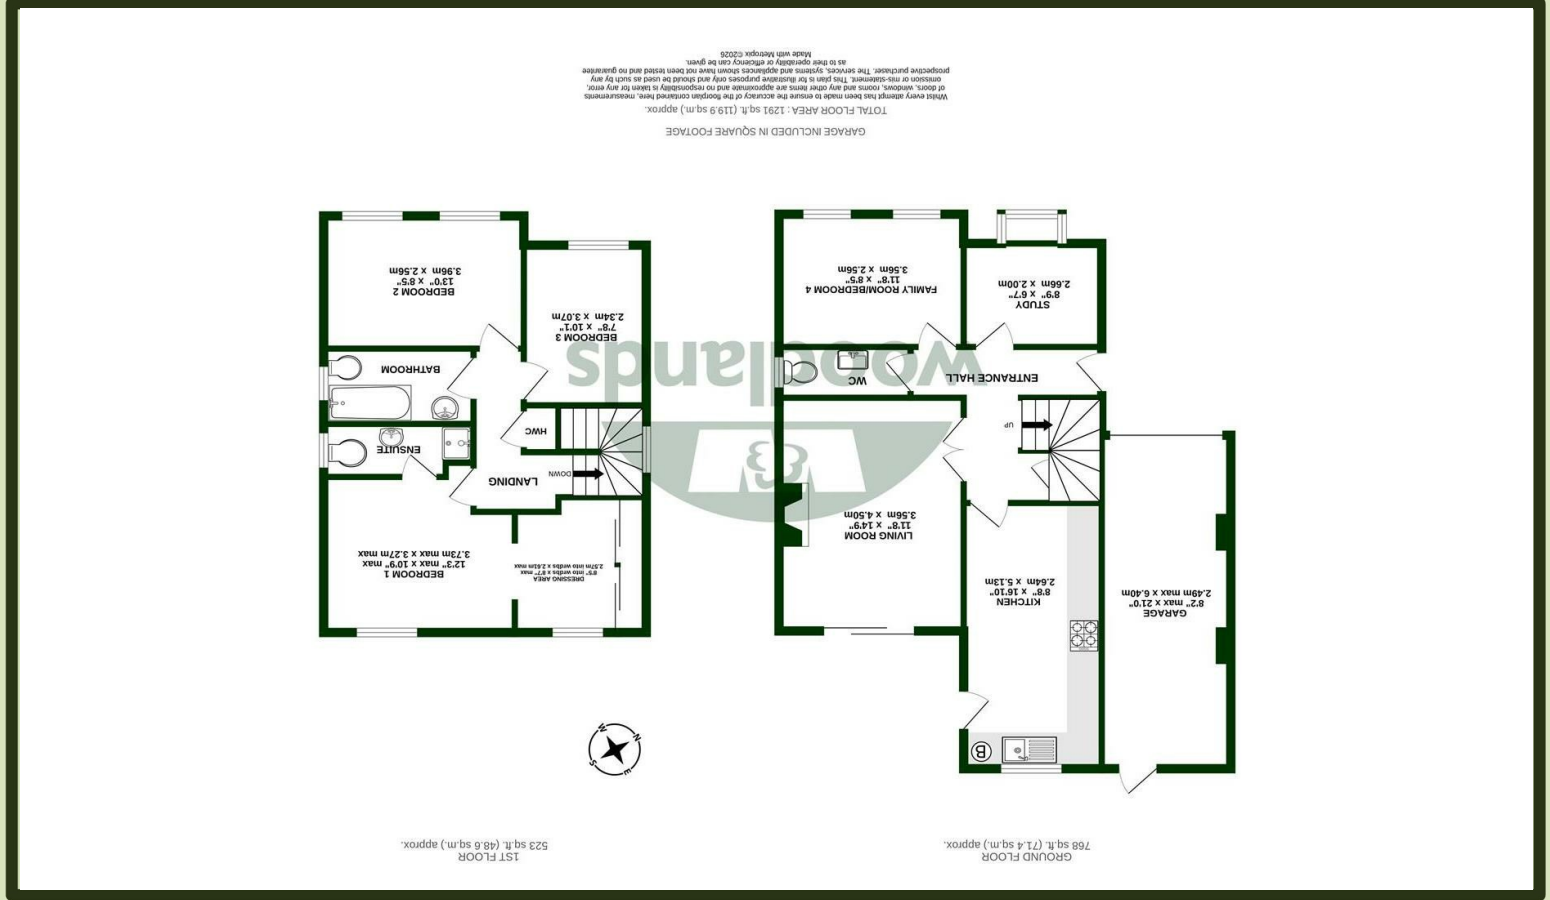 GROUND FLOOR
768 sq.ft. (71.4 sq.m.) approx.
1ST FLOOR
523 sq.ft. (48.6 sq.m.) approx.
GARAGE
8'2" max x 21'0"
2.49m max x 6.40m
KITCHEN
8'8" x 16'10"
2.64m x 5.13m
B
LIVING ROOM
11'8" x 14'9"
3.56m x 4.50m
UP
ENTRANCE HALL
WC
STUDY
8'9" x 6'7"
2.66m x 2.00m
FAMILY ROOM/BEDROOM 4
11'8" x 8'5"
3.56m x 2.56m
N
E
S
W
DRESSING AREA
8'5" into wrdbs x 8'7" max
2.57m into wrdbs x 2.61m max
BEDROOM 1
12'3" max x 10'9" max
3.73m max x 3.27m max
LANDING
DOWN
ENSUITE
HWC
BATHROOM
BEDROOM 3
7'8" x 10'1"
2.34m x 3.07m
BEDROOM 2
13'0" x 8'5"
3.96m x 2.56m
woodlands
GARAGE INCLUDED IN SQUARE FOOTAGE
TOTAL FLOOR AREA : 1291 sq.ft. (119.9 sq.m.) approx.
Whilst every attempt has been made to ensure the accuracy of the floorplan contained here, measurements
of doors, windows, rooms and any other items are approximate and no responsibility is taken for any error,
omission or mis-statement. This plan is for illustrative purposes only and should be used as such by any
prospective purchaser. The services, systems and appliances shown have not been tested and no guarantee
as to their operability or efficiency can be given.
Made with Metropix ©2026